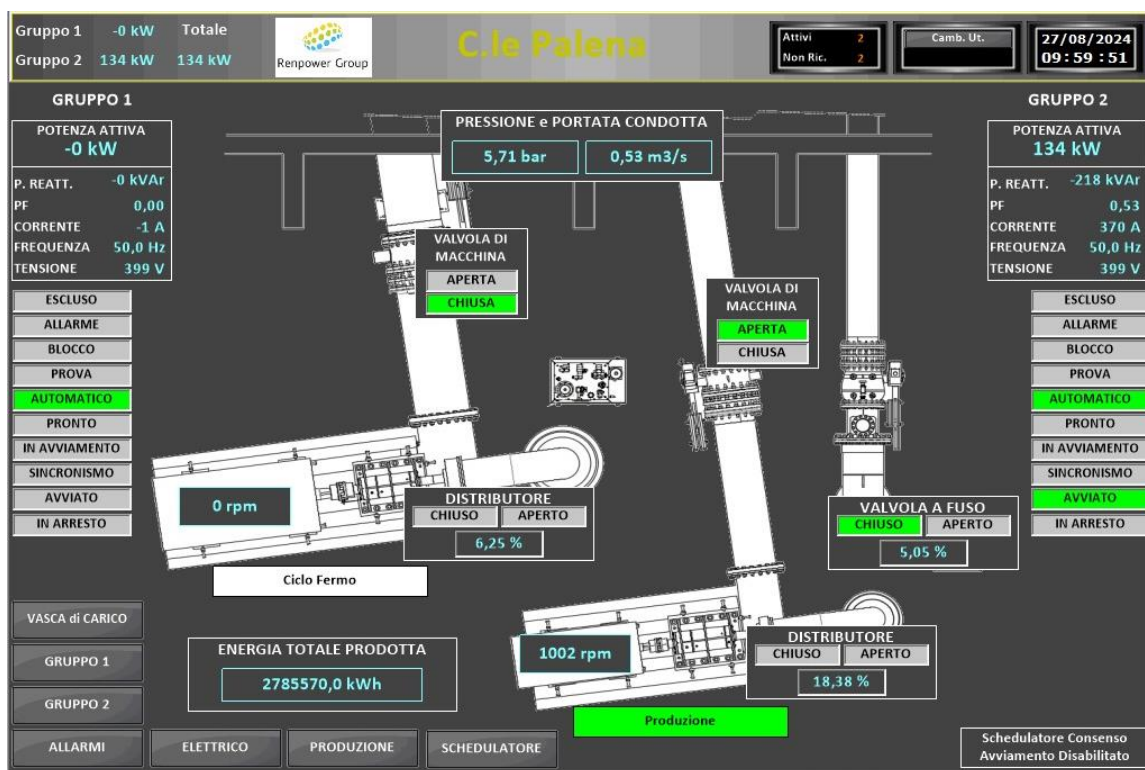 Gruppo 1 -0 kW Totale
Gruppo 2 134 kW 134 kW
Renpower Group
C.le Palena
Attivi 2
Non Ric. 2
Camb. Ut.
27/08/2024
09:59:51
GRUPPO 1
POTENZA ATTIVA
-0 kW
P. REATT. -0 kVAr
PF 0,00
CORRENTE -1 A
FREQUENZA 50,0 Hz
TENSIONE 399 V
ESCLUSO
ALLARME
BLOCCO
PROVA
AUTOMATICO
PRONTO
IN AVVIAMENTO
SINCRONISMO
AVVIATO
IN ARRESTO
PRESSIONE e PORTATA CONDOTTA
5,71 bar 0,53 m3/s
VALVOLA DI
MACCHINA
APERTA
CHIUSA
VALVOLA DI
MACCHINA
APERTA
CHIUSA
GRUPPO 2
POTENZA ATTIVA
134 kW
P. REATT. -218 kVAr
PF 0,53
CORRENTE 370 A
FREQUENZA 50,0 Hz
TENSIONE 399 V
ESCLUSO
ALLARME
BLOCCO
PROVA
AUTOMATICO
PRONTO
IN AVVIAMENTO
SINCRONISMO
AVVIATO
IN ARRESTO
0 rpm
DISTRIBUTORE
CHIUSO APERTO
6,25 %
Ciclo Fermo
VALVOLA A FUSO
CHIUSO APERTO
5,05 %
1002 rpm
DISTRIBUTORE
CHIUSO APERTO
18,38 %
Produzione
ENERGIA TOTALE PRODOTTA
2785570,0 kWh
VASCA di CARICO
GRUPPO 1
GRUPPO 2
ALLARMI ELETTRICO PRODUZIONE SCHEDULATORE
Schedulatore Consenso
Avviamento Disabilitato